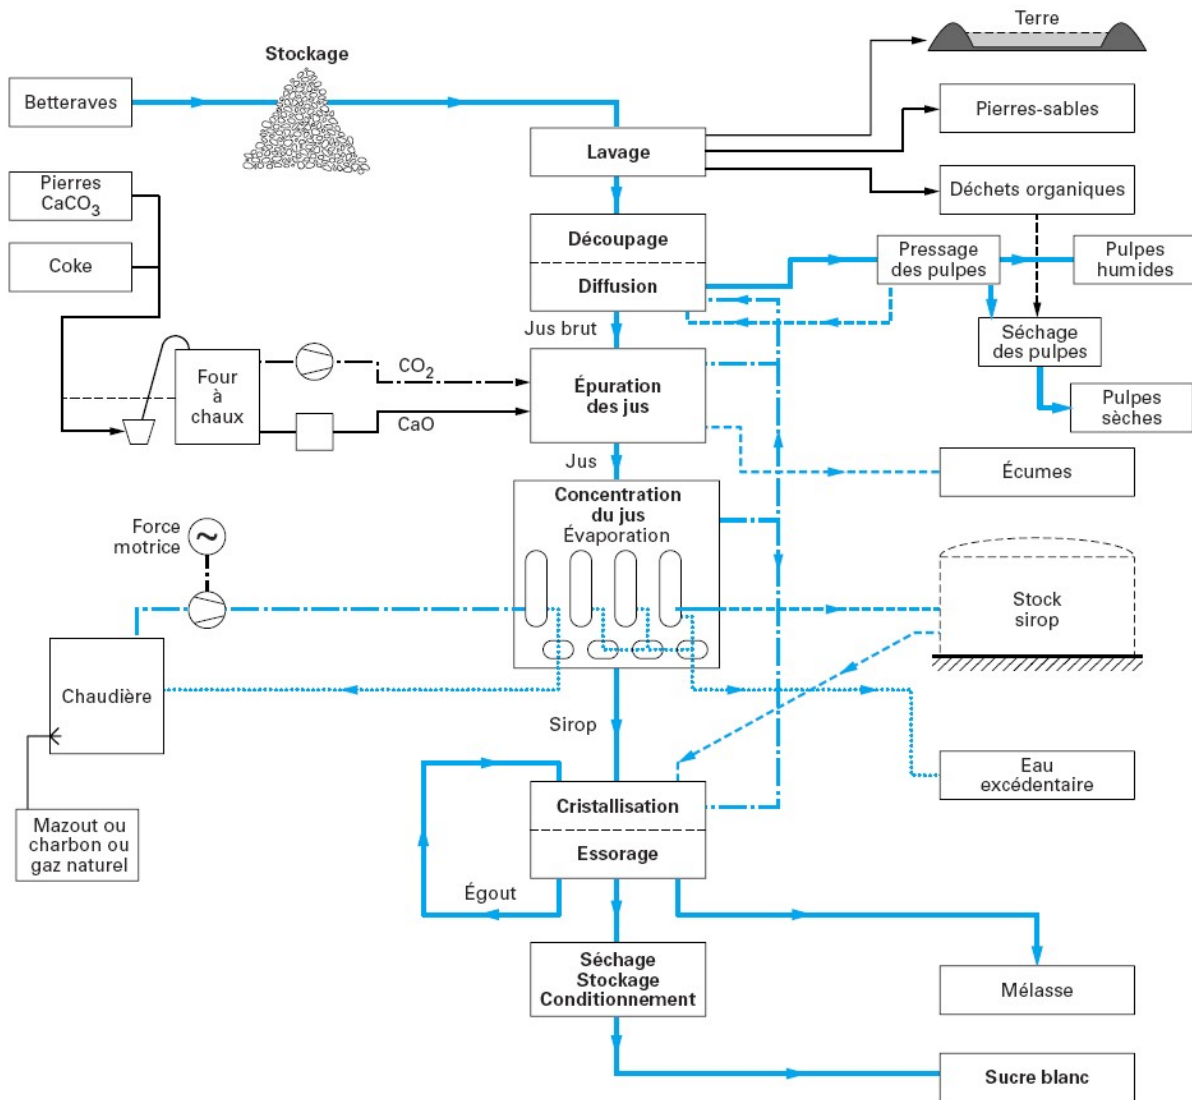 Terre
Stockage
Betteraves
Pierres-sables
Lavage
Pierres
CaCO3
Déchets organiques
Découpage
Pressage
des pulpes
Pulpes
humides
Coke
Diffusion
Jus brut
Séchage
des pulpes
CO2
Four
à
chaux
Épuration
des jus
Pulpes
sèches
CaO
Jus
Écumes
Concentration
du jus
Évaporation
Force
motrice
~
Stock
sirop
Chaudière
Sirop
Eau
excédentaire
Cristallisation
Mazout ou
charbon ou
gaz naturel
Essorage
Égout
Séchage
Stockage
Conditionnement
Mélasse
Sucre blanc